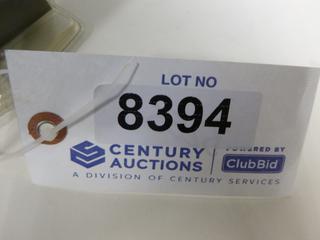 LOT NO
8394
CENTURY AUCTIONS
POWERED BY
ClubBid
A DIVISION OF CENTURY SERVICES